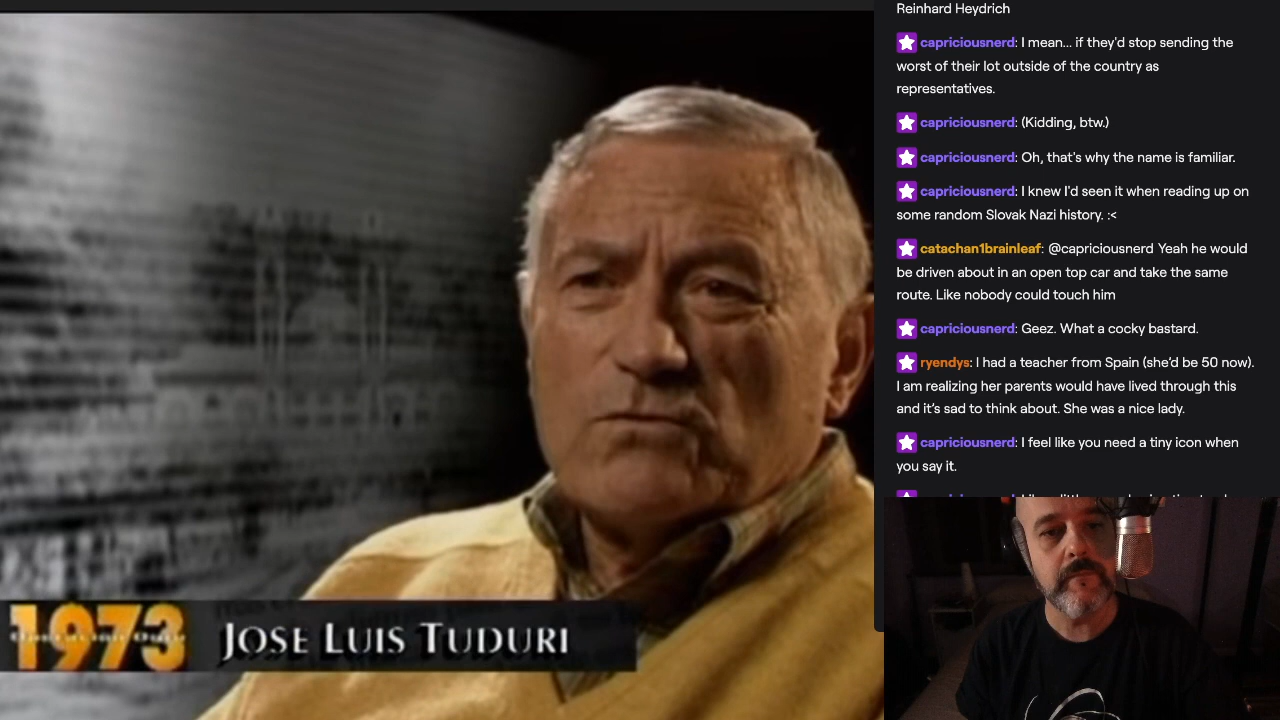 Reinhard Heydrich
capriciousnerd: I mean... if they'd stop sending the
worst of their lot outside of the country as
representatives.
capriciousnerd: (Kidding, btw.)
capriciousnerd: Oh, that's why the name is familiar.
capriciousnerd: I knew I'd seen it when reading up on
some random Slovak Nazi history. :<
catachan1brainleaf: @capriciousnerd Yeah he would
be driven about in an open top car and take the same
route. Like nobody could touch him
capriciousnerd: Geez. What a cocky bastard.
ryendys: I had a teacher from Spain (she'd be 50 now).
I am realizing her parents would have lived through this
and it's sad to think about. She was a nice lady.
capriciousnerd: I feel like you need a tiny icon when
you say it.
1973
JOSE LUIS TUDURI